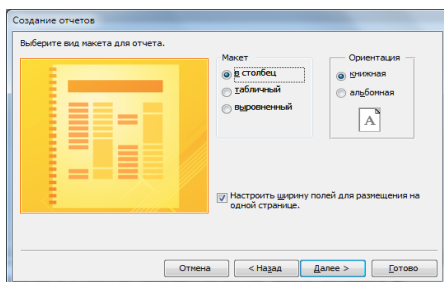 Создание отчетов
Выберите вид макета для отчета.
Макет
в столбец
табличный
выровненный
Ориентация
книжная
альбомная
A
Настроить ширину полей для размещения на
одной странице.
Отмена
< Назад
Далее >
Готово